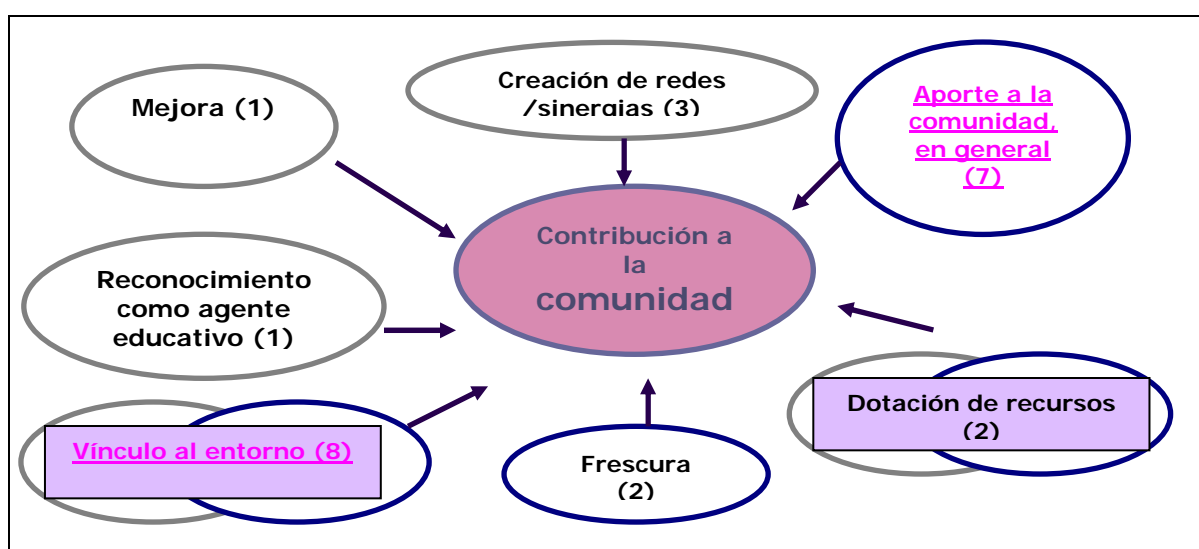 Mejora (1)
Creación de redes
/sinergias (3)
Aporte a la
comunidad,
en general
(7)
Contribución a
la
comunidad
Reconocimiento
como agente
educativo (1)
Vínculo al entorno (8)
Frescura
(2)
Dotación de recursos
(2)